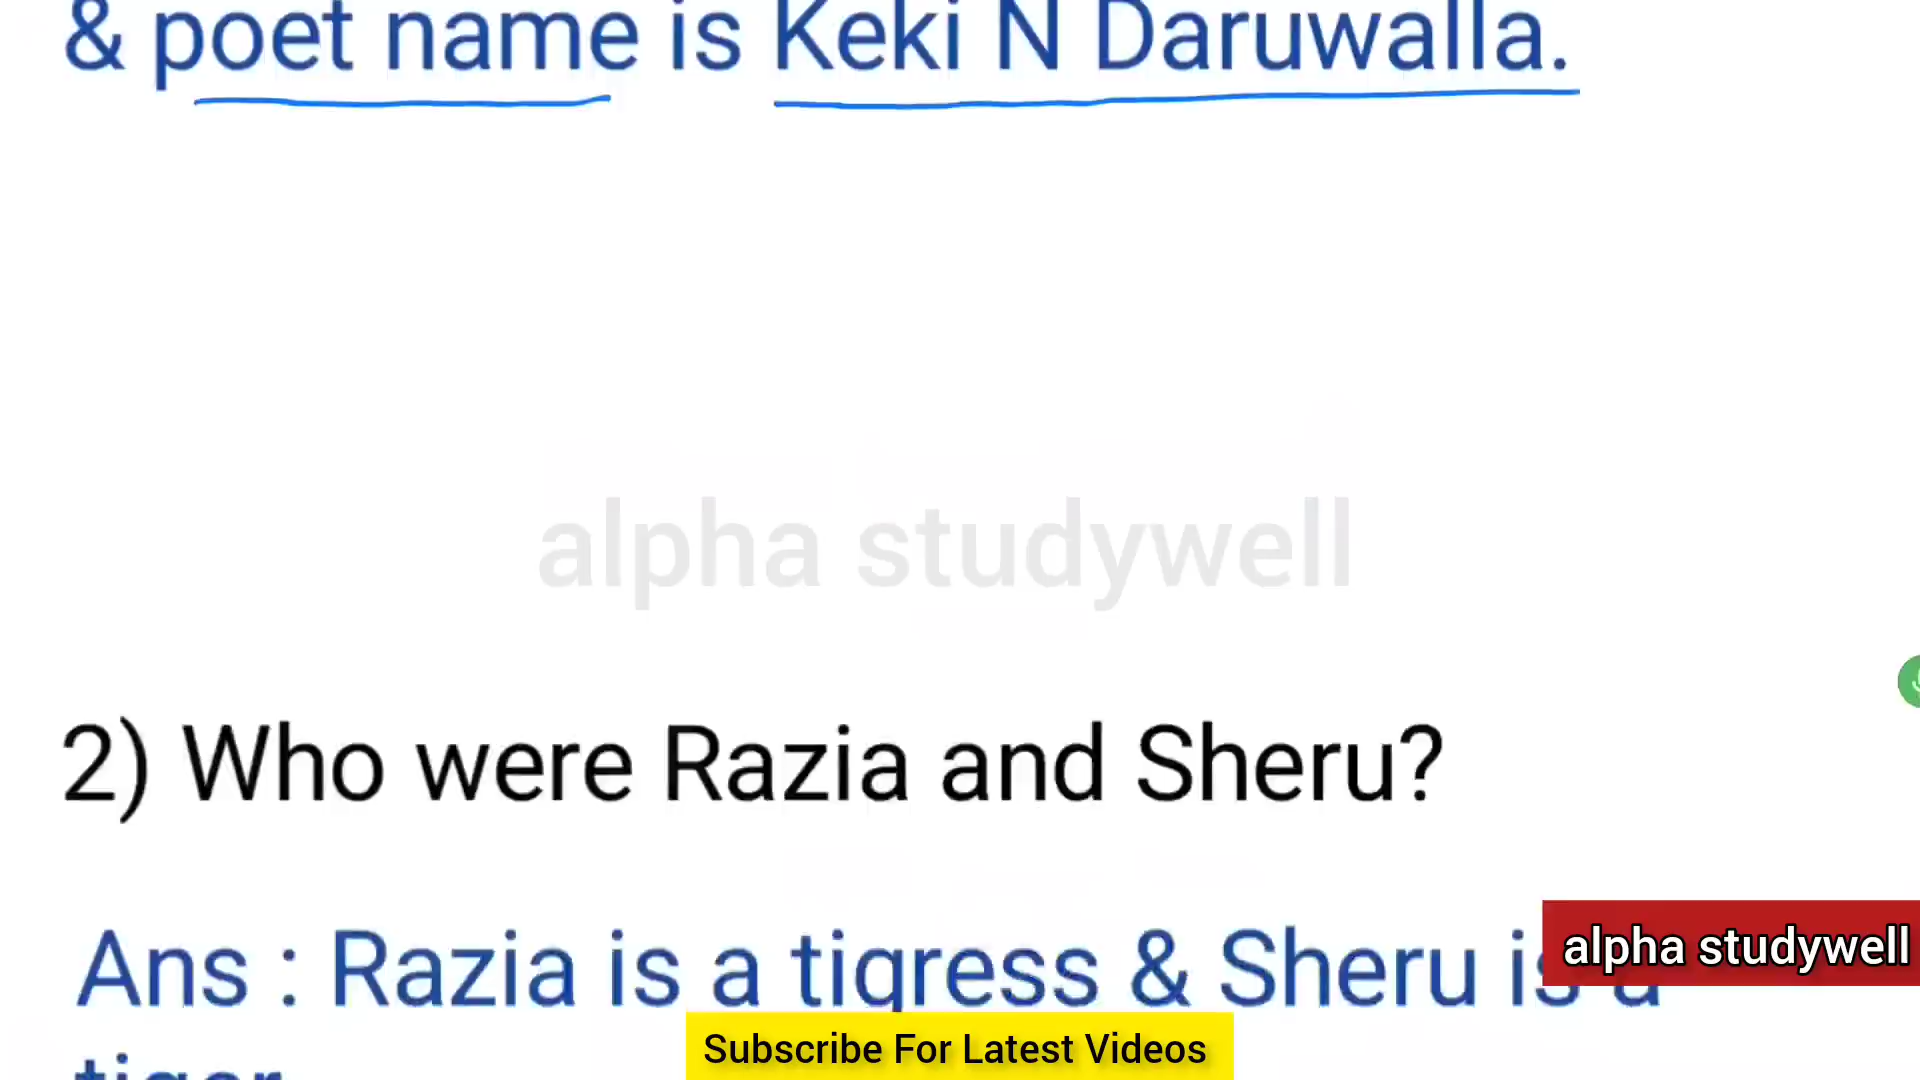 & poet name is Keki N Daruwalla.
alpha studywell
2) Who were Razia and Sheru?
Ans : Razia is a tigress & Sheru is a
alpha studywell
Subscribe For Latest Videos
tiger